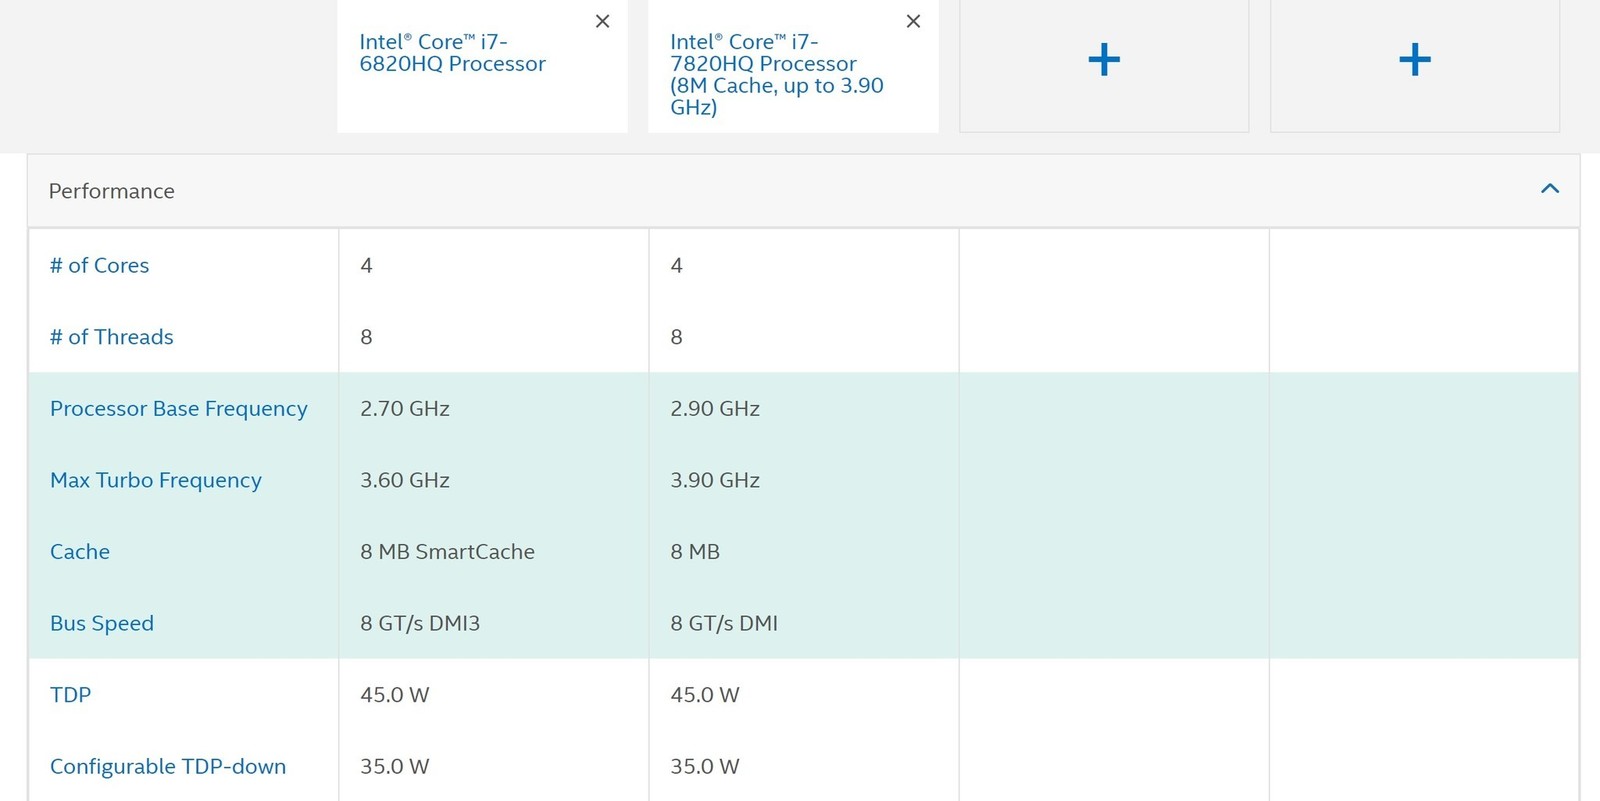 Intel® Core™ i7-
6820HQ Processor
Intel® Core™ i7-
7820HQ Processor
(8M Cache, up to 3.90
GHz)
Performance
# of Cores 4 4
# of Threads 8 8
Processor Base Frequency 2.70 GHz 2.90 GHz
Max Turbo Frequency 3.60 GHz 3.90 GHz
Cache 8 MB SmartCache 8 MB
Bus Speed 8 GT/s DMI3 8 GT/s DMI
TDP 45.0 W 45.0 W
Configurable TDP-down 35.0 W 35.0 W